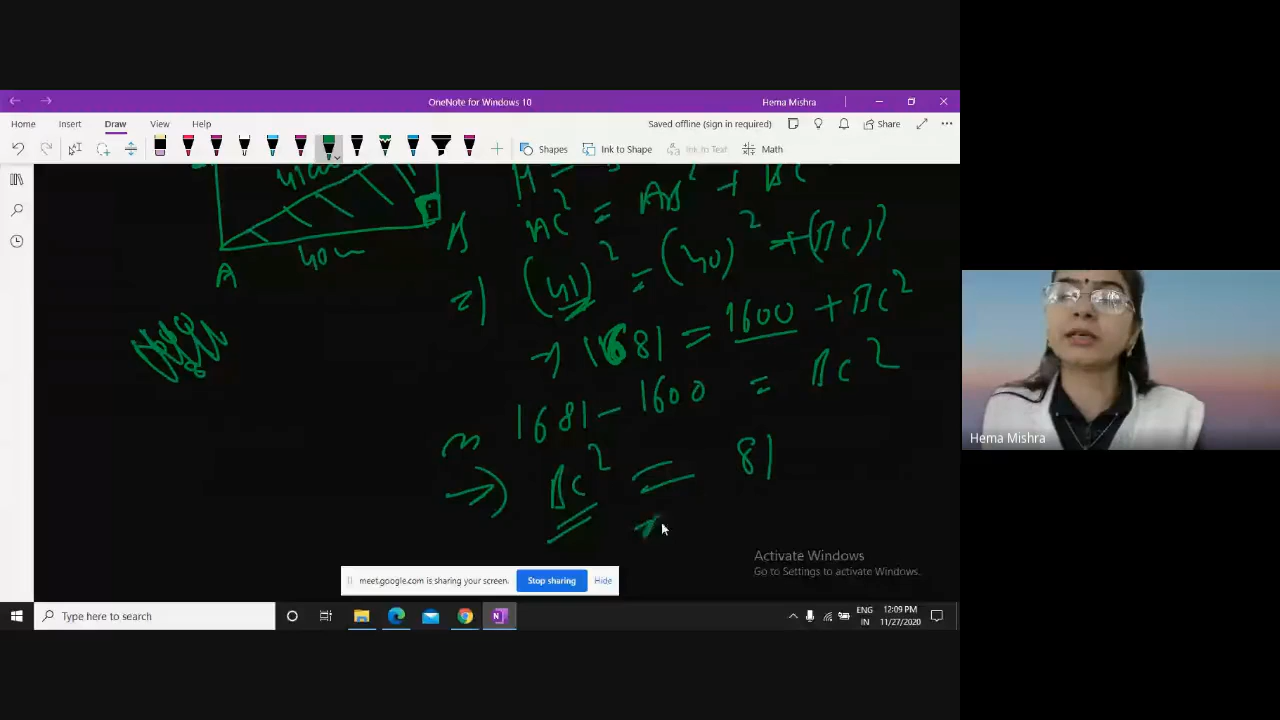 OneNote for Windows 10
Hema Mishra
Home Insert Draw View Help
Saved offline (sign in required)
Share
Shapes
Ink to Shape
Ink to Text
Math
41cm
AC² = AB² + BC²
B
A
40cm
(41)² = (40)² + (BC)²
→ 1681 = 1600 + BC²
1681 - 1600 = BC²
⇒ BC² = 81
Hema Mishra
Activate Windows
Go to Settings to activate Windows.
meet.google.com is sharing your screen.
Stop sharing
Hide
Type here to search
ENG
IN
12:09 PM
11/27/2020